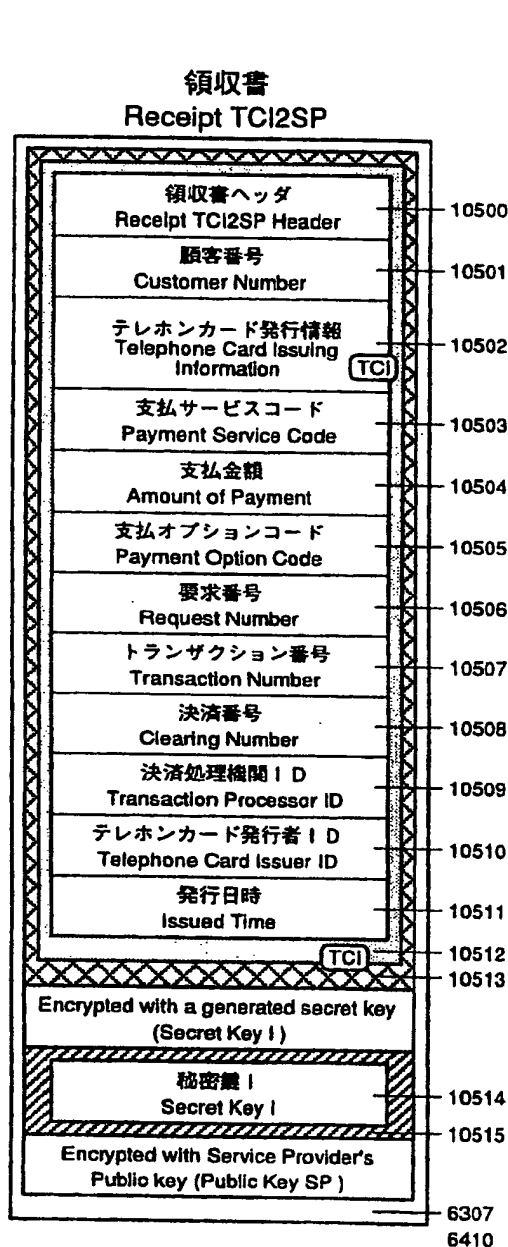 領収書
Receipt TCI2SP
領収書ヘッダ
Receipt TCI2SP Header
10500
顧客番号
Customer Number
10501
テレホンカード発行情報
Telephone Card Issuing
Information
TCI
10502
支払サービスコード
Payment Service Code
10503
支払金額
Amount of Payment
10504
支払オプションコード
Payment Option Code
10505
要求番号
Request Number
10506
トランザクション番号
Transaction Number
10507
決済番号
Clearing Number
10508
決済処理機関ID
Transaction Processor ID
10509
テレホンカード発行者ID
Telephone Card Issuer ID
10510
発行日時
Issued Time
10511
TCI
10512
10513
Encrypted with a generated secret key
(Secret Key I)
秘密鍵 I
Secret Key I
10514
10515
Encrypted with Service Provider's
Public key (Public Key SP )
6307
6410